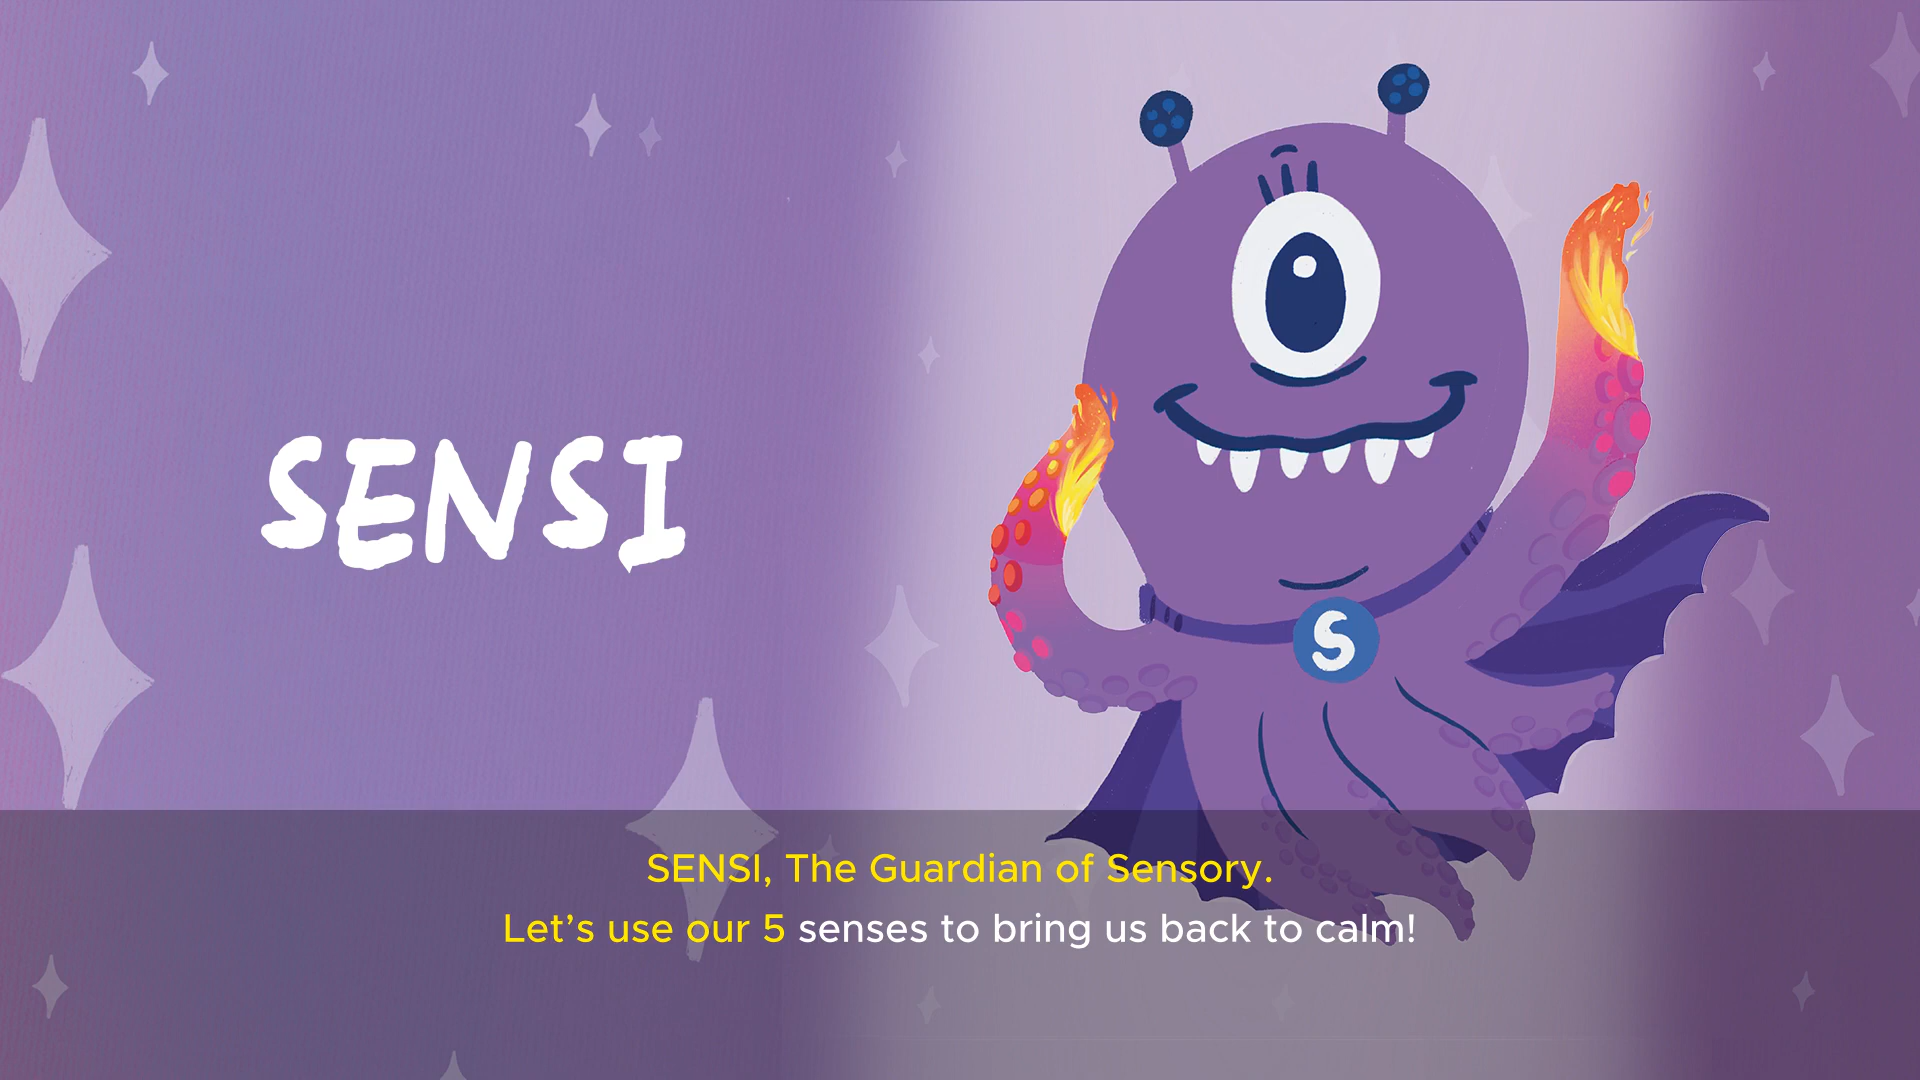 SENSI
S
SENSI, The Guardian of Sensory.
Let’s use our 5 senses to bring us back to calm!